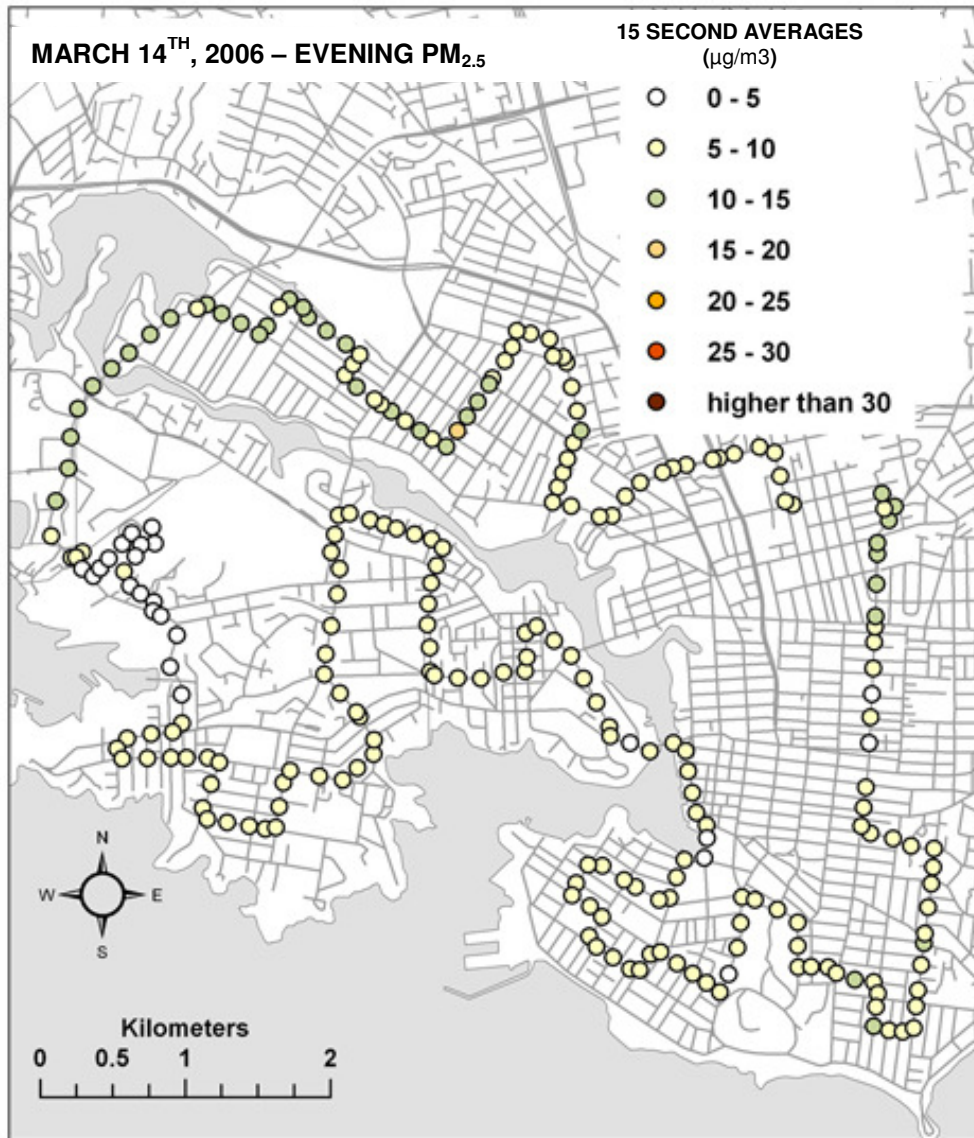 MARCH 14TH, 2006 – EVENING PM2.5
15 SECOND AVERAGES
(µg/m3)
0 - 5
5 - 10
10 - 15
15 - 20
20 - 25
25 - 30
higher than 30
N
W E
S
Kilometers
0 0.5 1 2